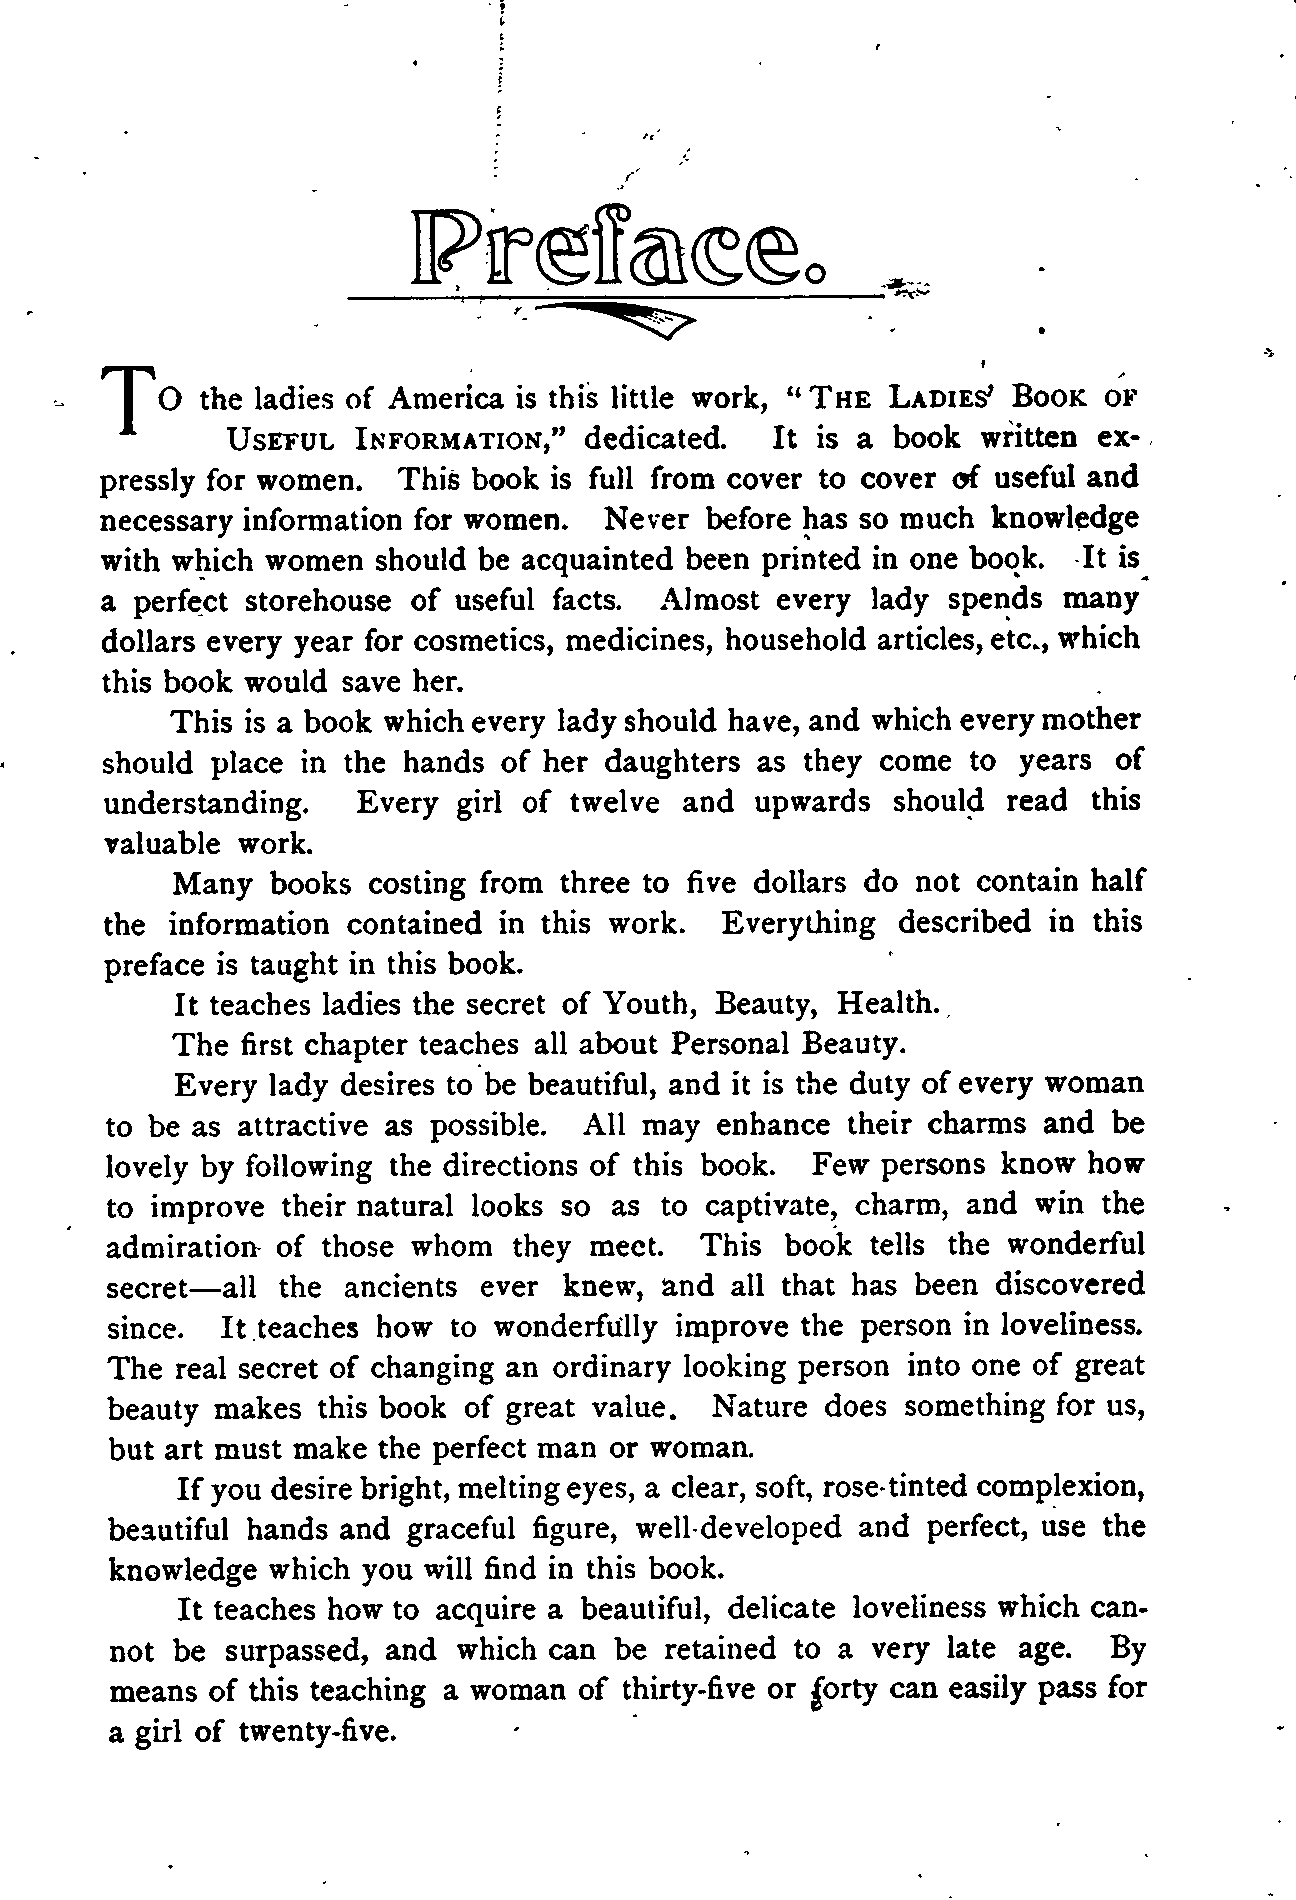 Preface.
TO the ladies of America is this little work, "THE LADIES' BOOK OF
USEFUL INFORMATION," dedicated. It is a book written ex-
pressly for women. This book is full from cover to cover of useful and
necessary information for women. Never before has so much knowledge
with which women should be acquainted been printed in one book. It is
a perfect storehouse of useful facts. Almost every lady spends many
dollars every year for cosmetics, medicines, household articles, etc., which
this book would save her.
This is a book which every lady should have, and which every mother
should place in the hands of her daughters as they come to years of
understanding. Every girl of twelve and upwards should read this
valuable work.
Many books costing from three to five dollars do not contain half
the information contained in this work. Everything described in this
preface is taught in this book.
It teaches ladies the secret of Youth, Beauty, Health.
The first chapter teaches all about Personal Beauty.
Every lady desires to be beautiful, and it is the duty of every woman
to be as attractive as possible. All may enhance their charms and be
lovely by following the directions of this book. Few persons know how
to improve their natural looks so as to captivate, charm, and win the
admiration of those whom they meet. This book tells the wonderful
secret—all the ancients ever knew, and all that has been discovered
since. It teaches how to wonderfully improve the person in loveliness.
The real secret of changing an ordinary looking person into one of great
beauty makes this book of great value. Nature does something for us,
but art must make the perfect man or woman.
If you desire bright, melting eyes, a clear, soft, rose-tinted complexion,
beautiful hands and graceful figure, well-developed and perfect, use the
knowledge which you will find in this book.
It teaches how to acquire a beautiful, delicate loveliness which can-
not be surpassed, and which can be retained to a very late age. By
means of this teaching a woman of thirty-five or forty can easily pass for
a girl of twenty-five.